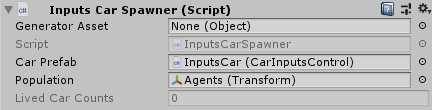 Inputs Car Spawner (Script)
Generator Asset None (Object)
Script InputsCarSpawner
Car Prefab InputsCar (CarInputsControl)
Population Agents (Transform)
Lived Car Counts 0